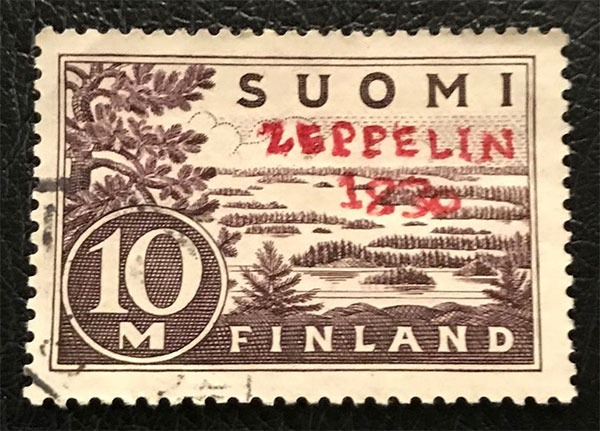 SUOMI
ZEPPELIN
1830
10
M
FINLAND